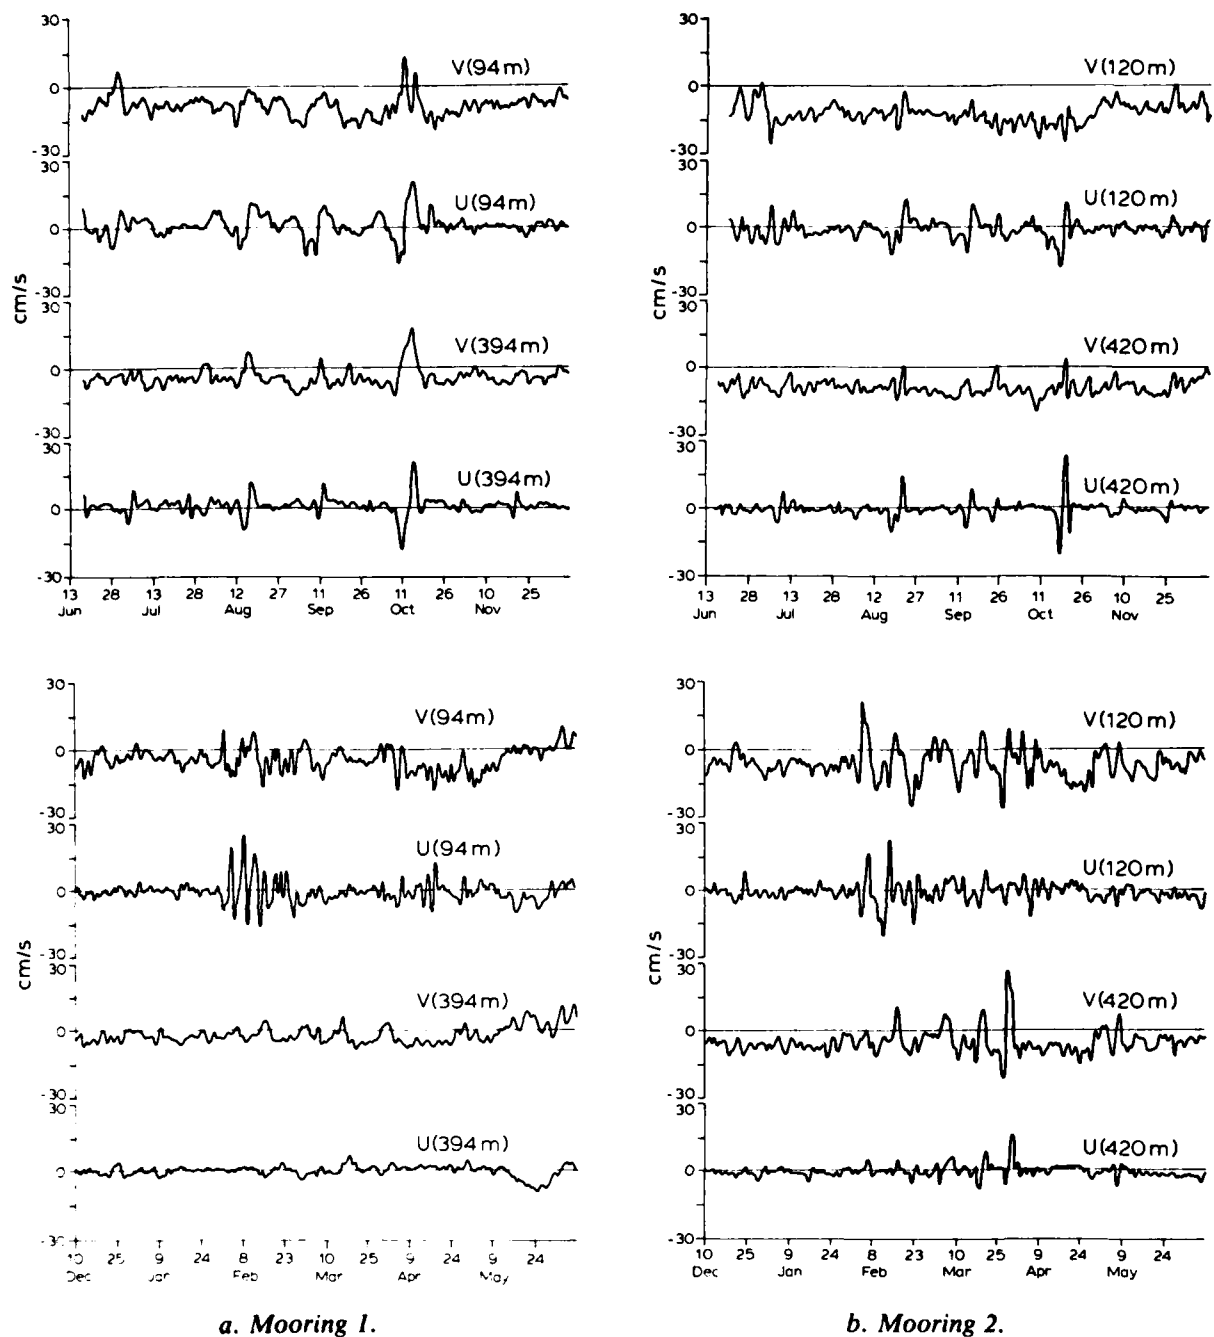 30
V(94m)
0
-30
30
U(94m)
0
-30
30
V(394m)
0
-30
30
U(394m)
0
-30
cm/s
13 28 13 28 12 27 11 26 11 26 10 25
Jun Jul Aug Sep Oct Nov
30
V(120m)
0
-30
30
U(120m)
0
-30
30
V(420m)
0
-30
30
U(420m)
0
-30
cm/s
13 28 13 28 12 27 11 26 11 26 10 25
Jun Jul Aug Sep Oct Nov
30
V(94m)
0
-30
30
U(94m)
0
-30
30
V(394m)
0
-30
30
U(394m)
0
-30
cm/s
10 25 9 24 8 23 10 25 9 24 9 24
Dec Jan Feb Mar Apr May
30
V(120m)
0
-30
30
U(120m)
0
-30
30
V(420m)
0
-30
30
U(420m)
0
-30
cm/s
10 25 9 24 8 23 10 25 9 24 9 24
Dec Jan Feb Mar Apr May
a. Mooring 1.
b. Mooring 2.